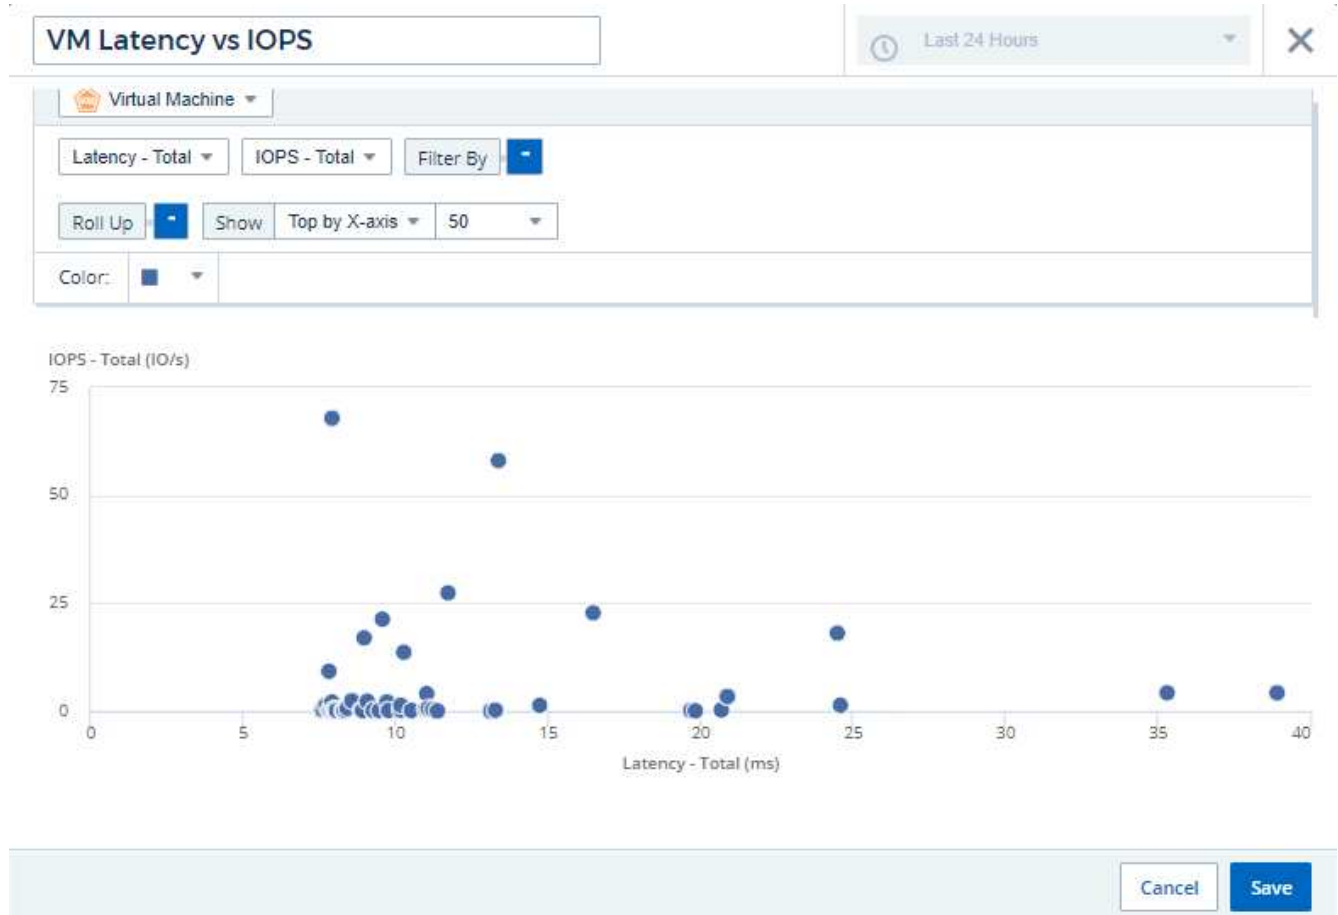 VM Latency vs IOPS
Last 24 Hours
Virtual Machine
Latency - Total
IOPS - Total
Filter By
Roll Up
Show
Top by X-axis
50
Color:
IOPS - Total (IO/s)
75
50
25
0
0 5 10 15 20 25 30 35 40
Latency - Total (ms)
Cancel
Save